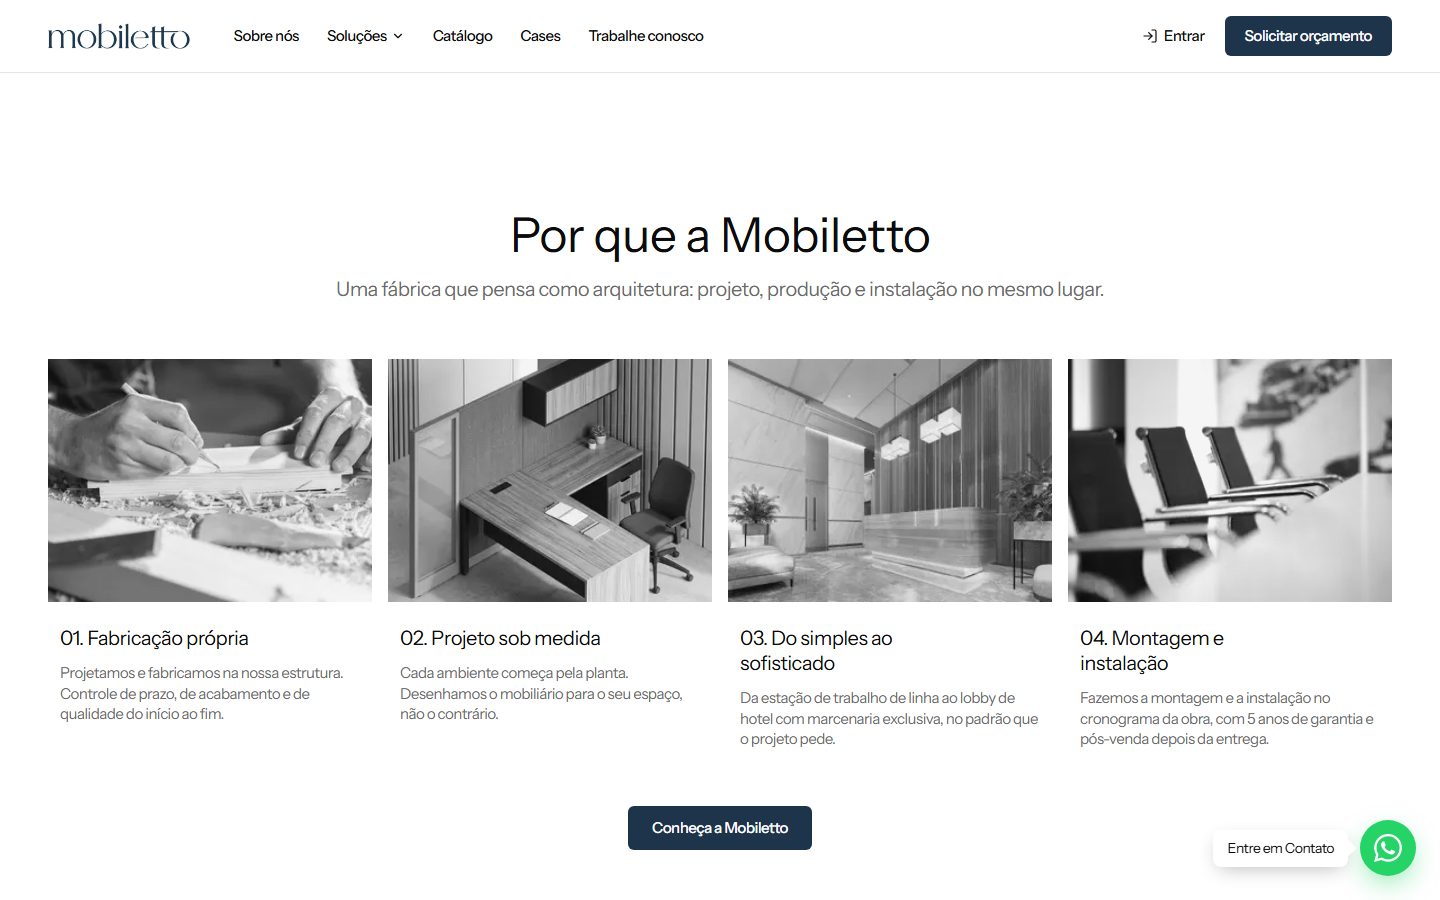 mobiletto
Sobre nós
Soluções
Catálogo
Cases
Trabalhe conosco
Entrar
Solicitar orçamento
Por que a Mobiletto
Uma fábrica que pensa como arquitetura: projeto, produção e instalação no mesmo lugar.
01. Fabricação própria
Projetamos e fabricamos na nossa estrutura.
Controle de prazo, de acabamento e de
qualidade do início ao fim.
02. Projeto sob medida
Cada ambiente começa pela planta.
Desenhamos o mobiliário para o seu espaço,
não o contrário.
03. Do simples ao
sofisticado
Da estação de trabalho de linha ao lobby de
hotel com marcenaria exclusiva, no padrão que
o projeto pede.
04. Montagem e
instalação
Fazemos a montagem e a instalação no
cronograma da obra, com 5 anos de garantia e
pós-venda depois da entrega.
Conheça a Mobiletto
Entre em Contato